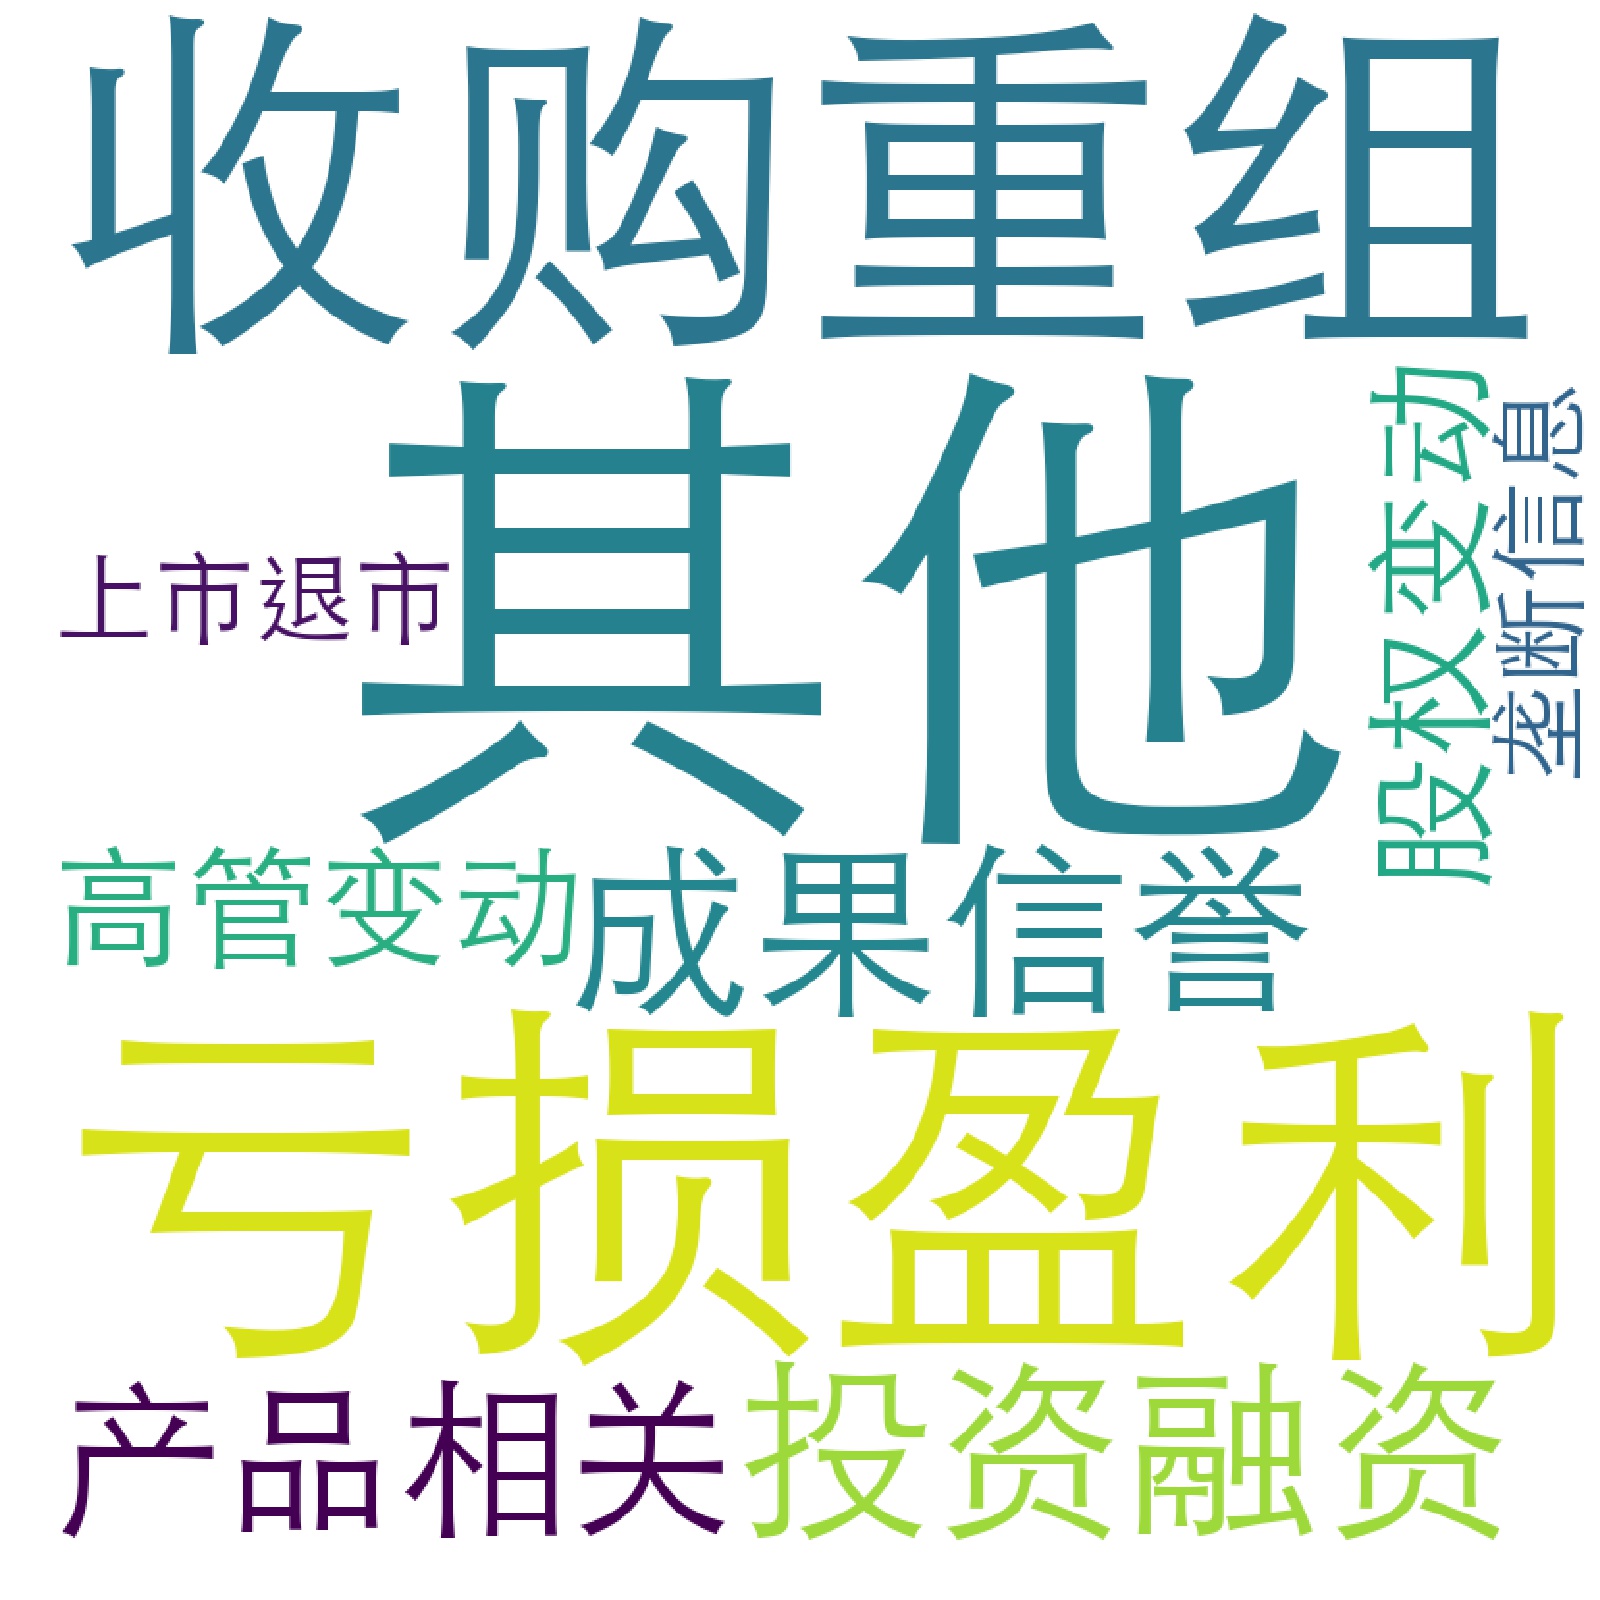 收购重组
其他
股权变动
垄断信息
上市退市
高管变动
成果信誉
亏损盈利
产品相关
投资融资